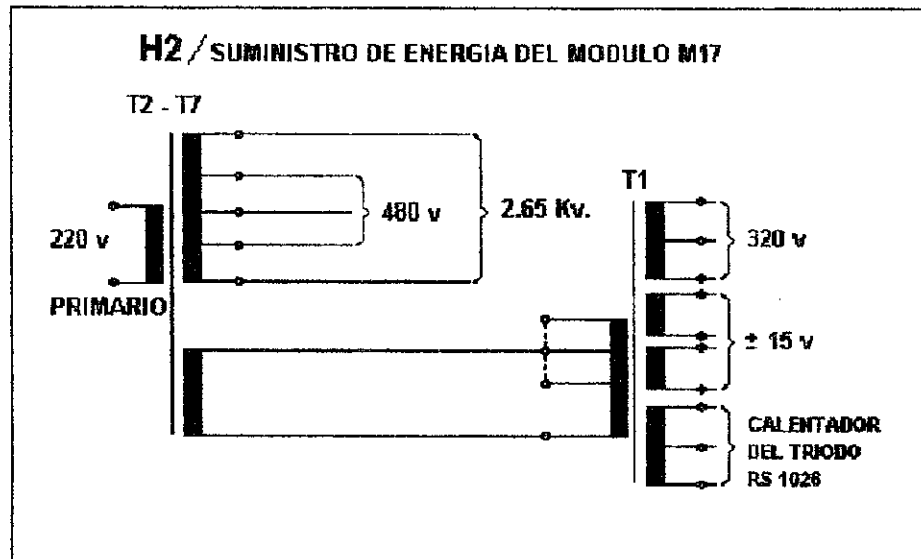 H2 / SUMINISTRO DE ENERGIA DEL MODULO M17
T2 - T7
480 v
2.65 Kv.
220 v
PRIMARIO
T1
320 v
± 15 v
CALENTADOR
DEL TRIODO
RS 1026